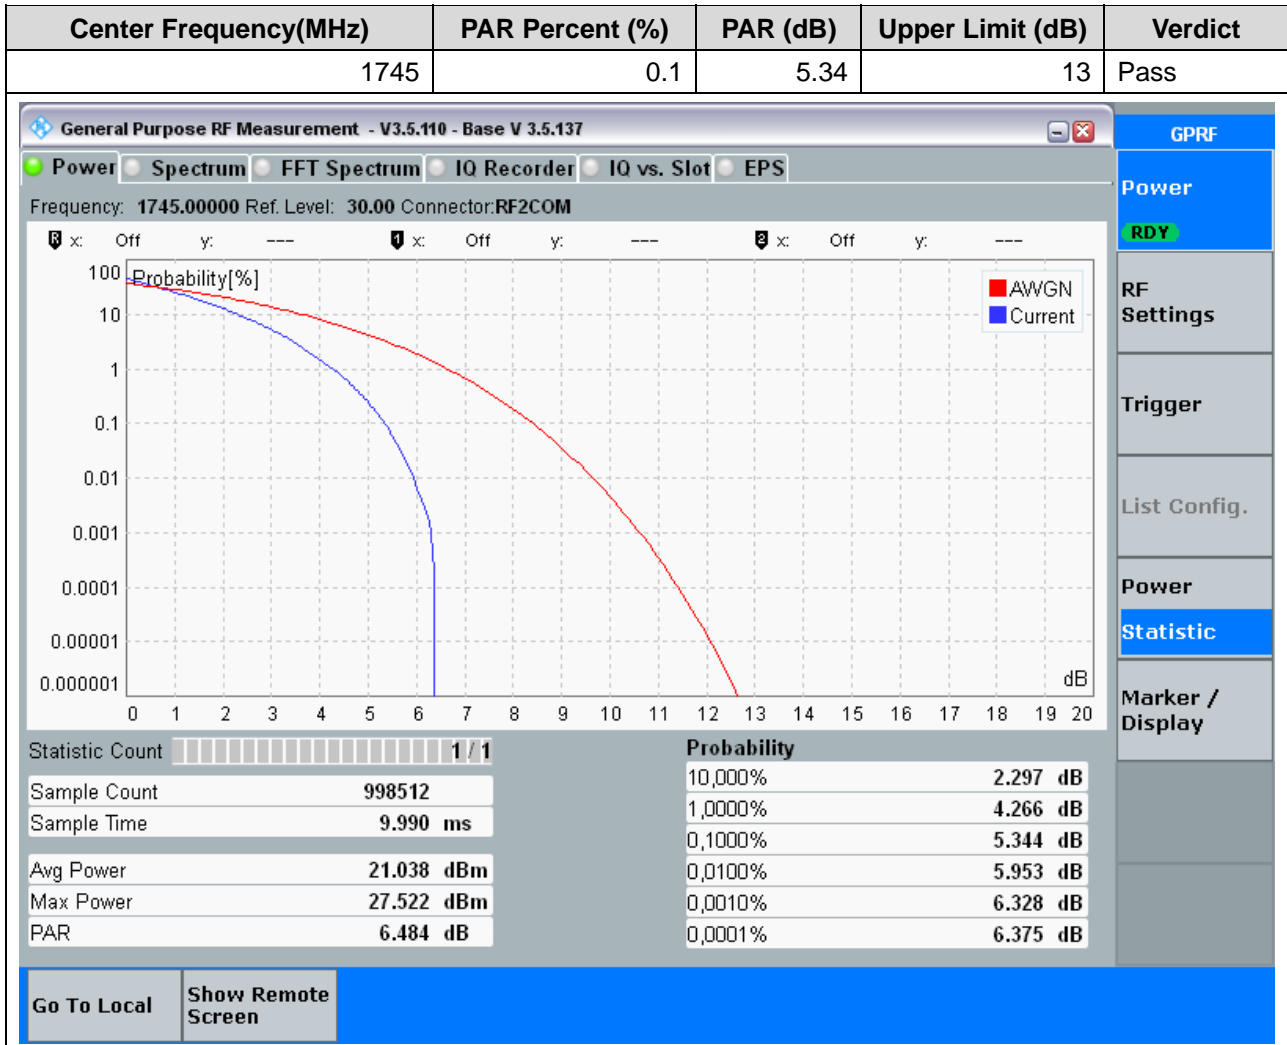 Center Frequency(MHz) PAR Percent (%) PAR (dB) Upper Limit (dB) Verdict
1745 0.1 5.34 13 Pass
General Purpose RF Measurement - V3.5.110 - Base V 3.5.137
GPRF
Power Spectrum FFT Spectrum IQ Recorder IQ vs. Slot EPS
Power
RDY
Frequency: 1745.00000 Ref. Level: 30.00 Connector:RF2COM
R x: Off y: --- 1 x: Off y: --- 2 x: Off y: ---
Probability[%]
AWGN
Current
100
10
1
0.1
0.01
0.001
0.0001
0.00001
0.000001
dB
0 1 2 3 4 5 6 7 8 9 10 11 12 13 14 15 16 17 18 19 20
RF
Settings
Trigger
List Config.
Power
Statistic
Marker /
Display
Statistic Count 1 / 1
Sample Count 998512
Sample Time 9.990 ms
Avg Power 21.038 dBm
Max Power 27.522 dBm
PAR 6.484 dB
Probability
10,000% 2.297 dB
1,0000% 4.266 dB
0,1000% 5.344 dB
0,0100% 5.953 dB
0,0010% 6.328 dB
0,0001% 6.375 dB
Go To Local
Show Remote
Screen